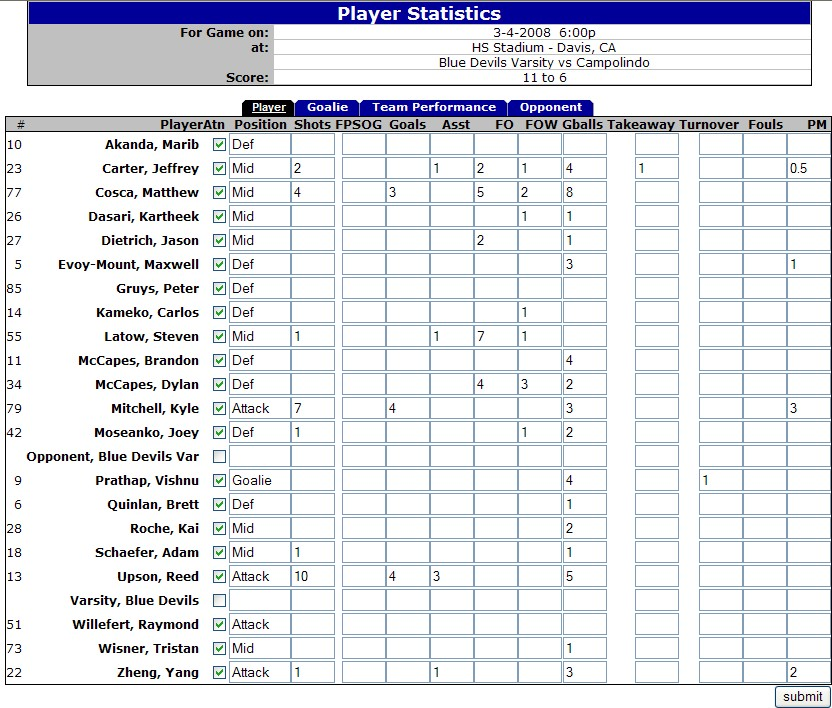 Player Statistics
For Game on: 3-4-2008 6:00p
at: HS Stadium - Davis, CA
Blue Devils Varsity vs Campolindo
Score: 11 to 6
Player Goalie Team Performance Opponent
# Player Atn Position Shots FPSOG Goals Asst FO FOW Gballs Takeaway Turnover Fouls PM
10 Akanda, Marib Def
23 Carter, Jeffrey Mid 2 1 2 1 4 1 0.5
77 Cosca, Matthew Mid 4 3 5 2 8
26 Dasari, Kartheek Mid 1 1
27 Dietrich, Jason Mid 2 1
5 Evoy-Mount, Maxwell Def 3 1
85 Gruys, Peter Def
14 Kameko, Carlos Def 1
55 Latow, Steven Mid 1 1 7 1
11 McCapes, Brandon Def 4
34 McCapes, Dylan Def 4 3 2
79 Mitchell, Kyle Attack 7 4 3 3
42 Moseanko, Joey Def 1 1 2
Opponent, Blue Devils Var
9 Prathap, Vishnu Goalie 4 1
6 Quinlan, Brett Def 1
28 Roche, Kai Mid 2
18 Schaefer, Adam Mid 1 1
13 Upson, Reed Attack 10 4 3 5
Varsity, Blue Devils
51 Willefert, Raymond Attack
73 Wisner, Tristan Mid 1
22 Zheng, Yang Attack 1 1 3 2
submit